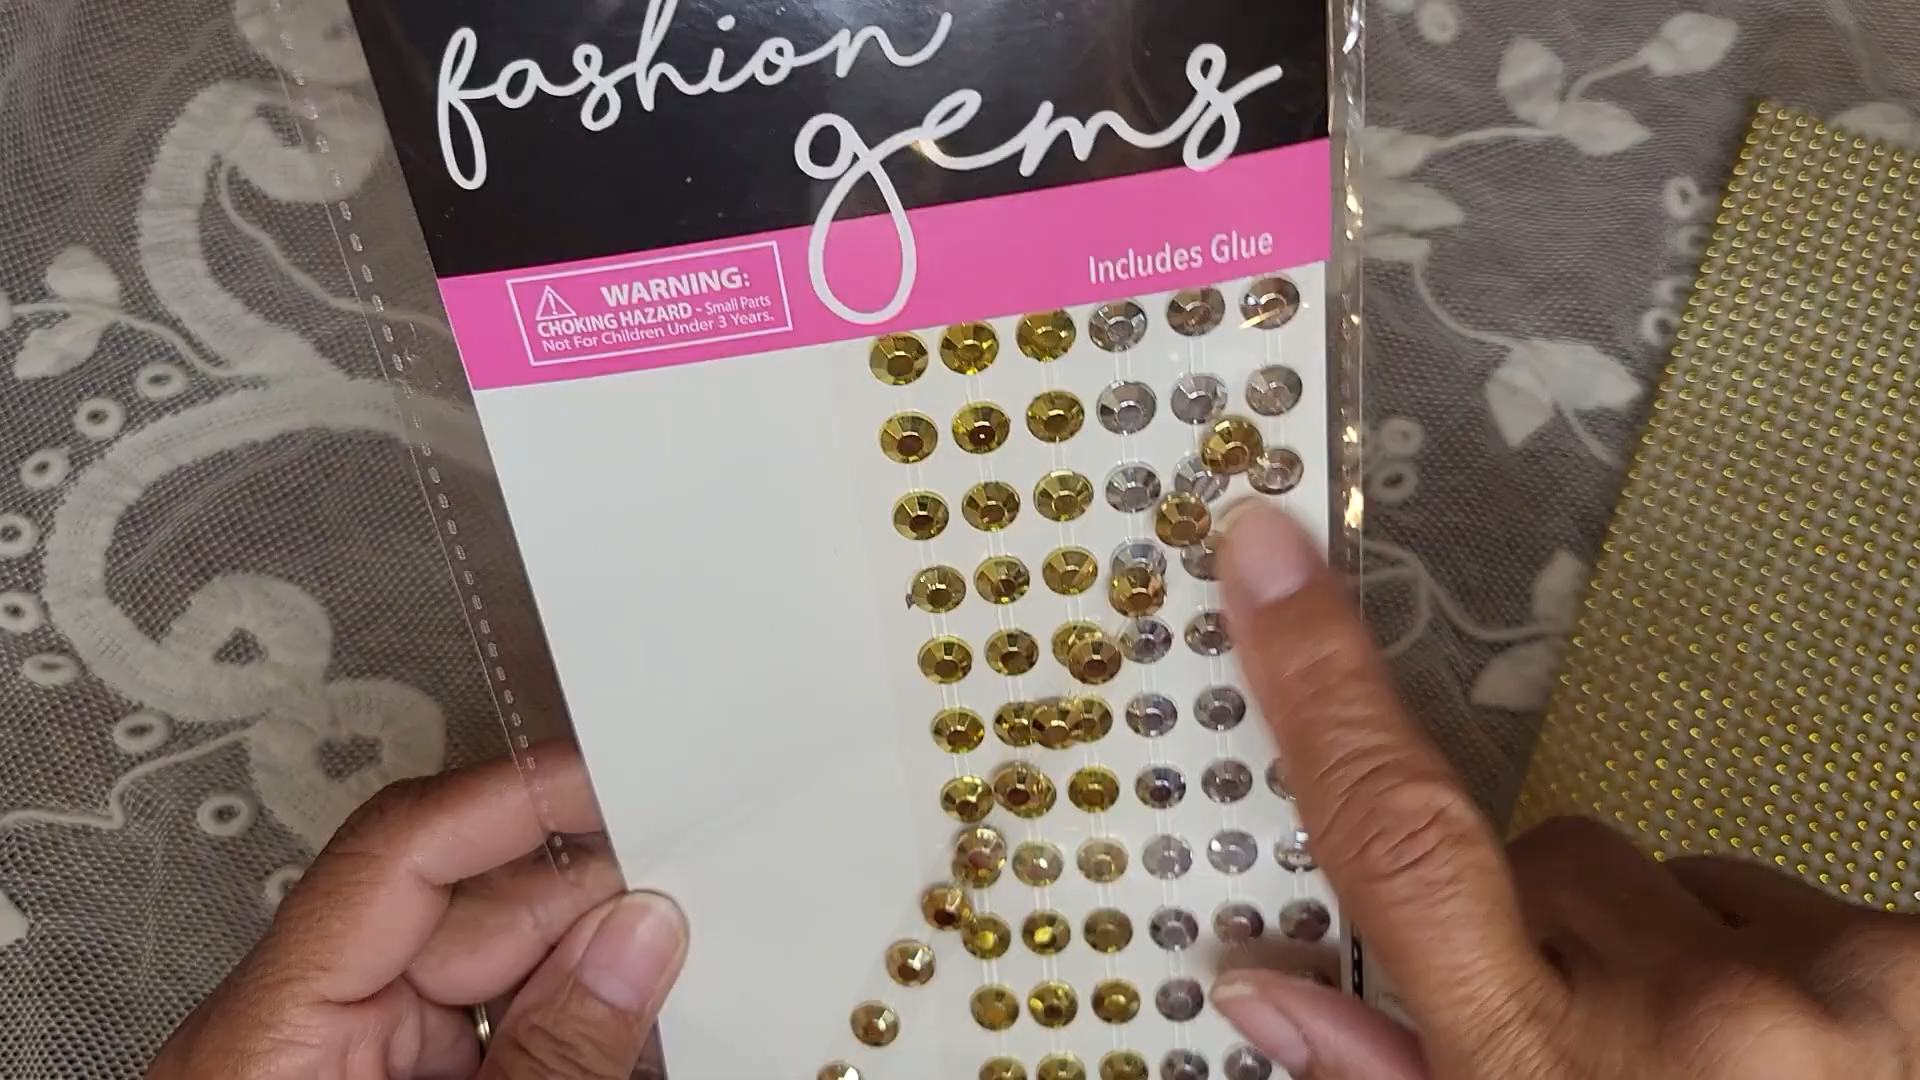 fashion
gems
Includes Glue
WARNING:
CHOKING HAZARD - Small Parts
Not For Children Under 3 Years.